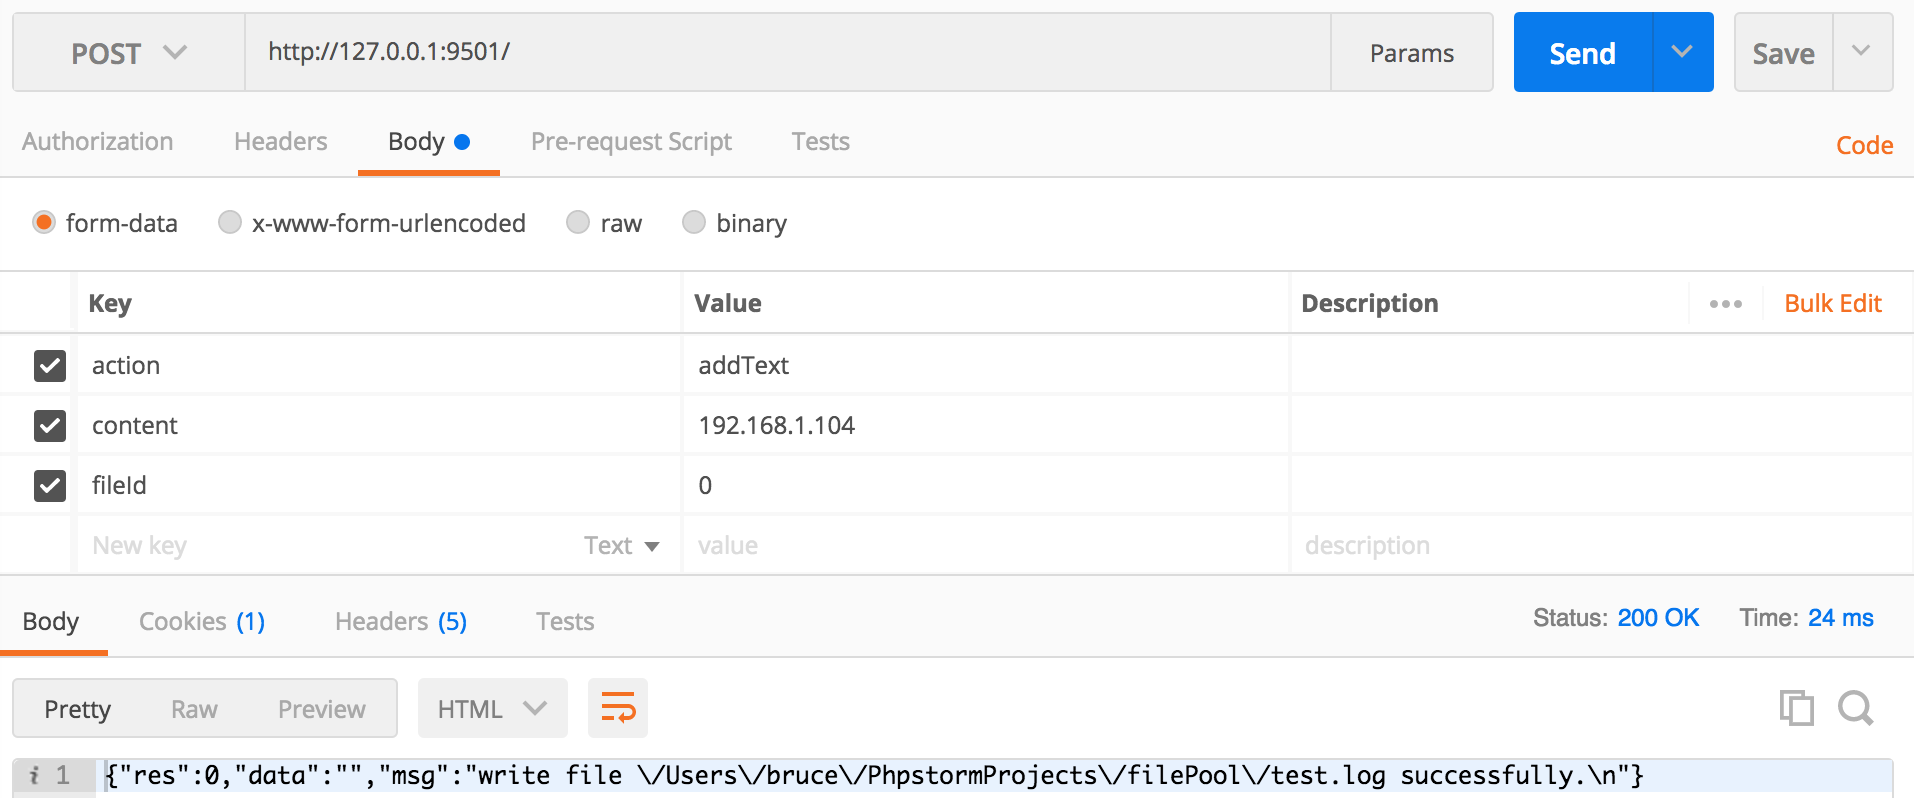 POST http://127.0.0.1:9501/ Params Send Save
Authorization Headers Body Pre-request Script Tests Code
form-data x-www-form-urlencoded raw binary
Key Value Description ••• Bulk Edit
action addText
content 192.168.1.104
fileId 0
New key Text value description
Body Cookies (1) Headers (5) Tests Status: 200 OK Time: 24 ms
Pretty Raw Preview HTML
i 1 {"res":0,"data":"","msg":"write file \/Users\/bruce\/PhpstormProjects\/filePool\/test.log successfully.\n"}